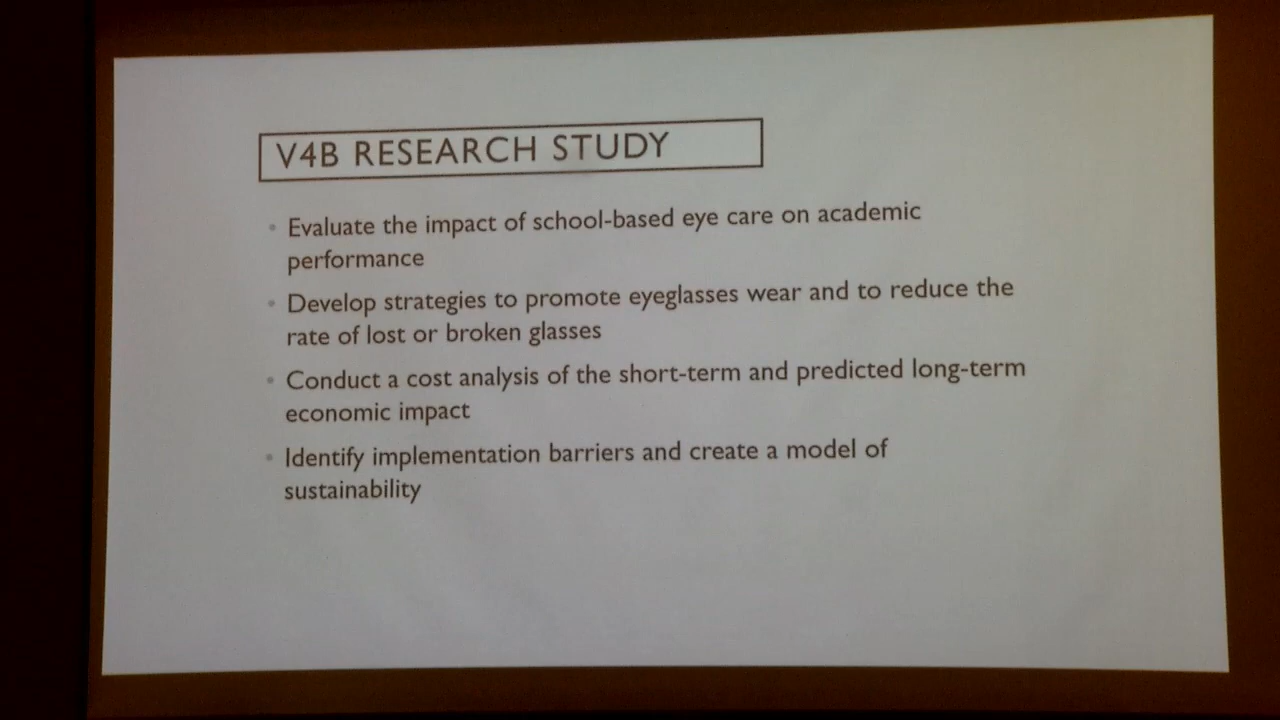 V4B RESEARCH STUDY
• Evaluate the impact of school-based eye care on academic
performance
• Develop strategies to promote eyeglasses wear and to reduce the
rate of lost or broken glasses
• Conduct a cost analysis of the short-term and predicted long-term
economic impact
• Identify implementation barriers and create a model of
sustainability